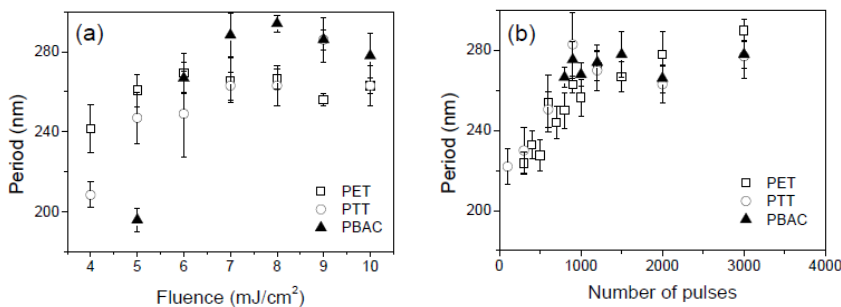 (a)
280
240
200
Period (nm)
PET
PTT
PBAC
4 5 6 7 8 9 10
Fluence (mJ/cm²)
(b)
280
240
200
Period (nm)
PET
PTT
PBAC
0 1000 2000 3000 4000
Number of pulses